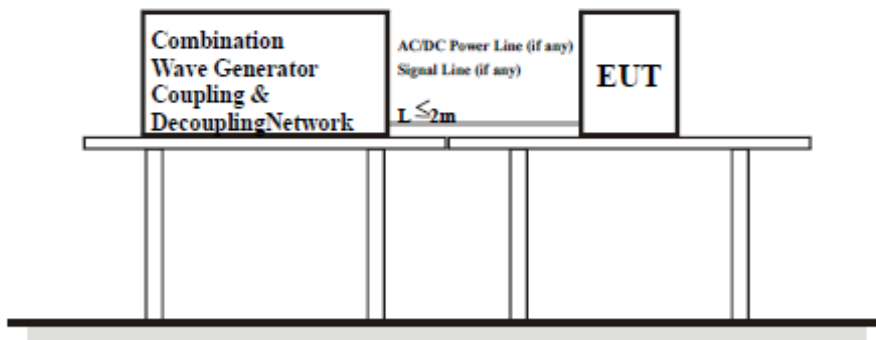 Combination
Wave Generator
Coupling &
DecouplingNetwork
AC/DC Power Line (if any)
Signal Line (if any)
L ≤2m
EUT